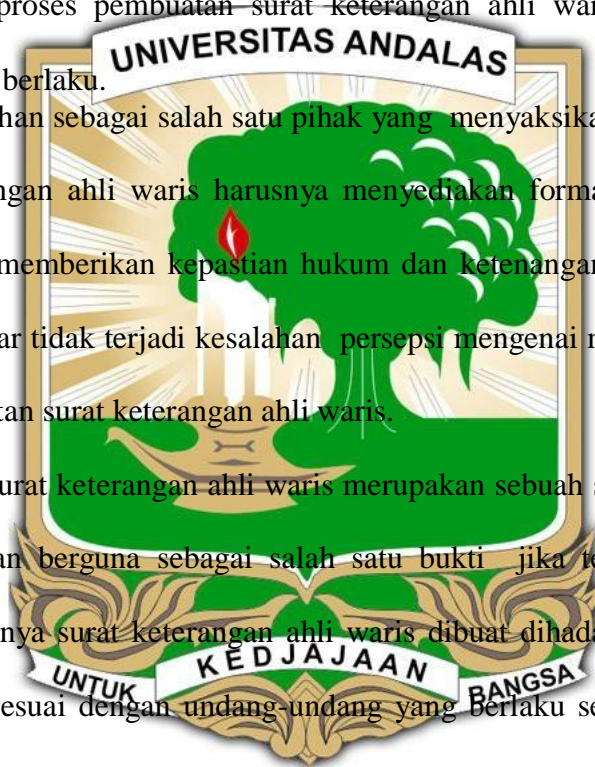 proses pembuatan surat keterangan ahli war
UNIVERSITAS ANDALAS
berlaku.
han sebagai salah satu pihak yang menyaksika
ngan ahli waris harusnya menyediakan forma
memberikan kepastian hukum dan ketenangan
ar tidak terjadi kesalahan persepsi mengenai
tan surat keterangan ahli waris.
urat keterangan ahli waris merupakan sebuah s
an berguna sebagai salah satu bukti jika te
nya surat keterangan ahli waris dibuat dihada
UNTUK KEDJAJAAN BANGSA
esuai dengan undang-undang yang berlaku se